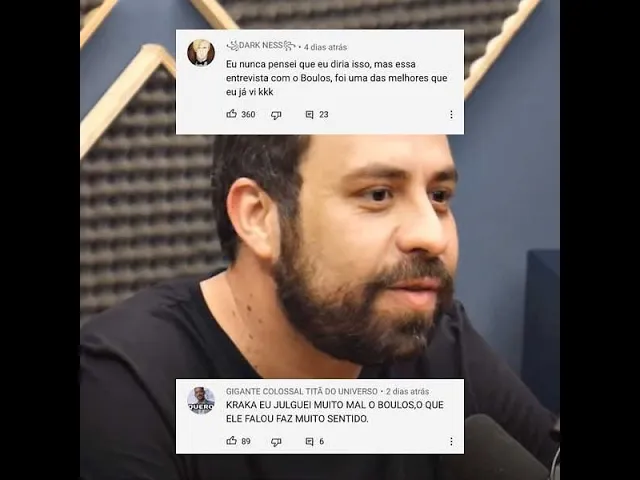 DARK NESS • 4 dias atrás
Eu nunca pensei que eu diria isso, mas essa
entrevista com o Boulos, foi uma das melhores que
eu já vi kkk
360 23
QUERO
GIGANTE COLOSSAL TITÃ DO UNIVERSO • 2 dias atrás
KRAKA EU JULGUEI MUITO MAL O BOULOS,O QUE
ELE FALOU FAZ MUITO SENTIDO.
89 6